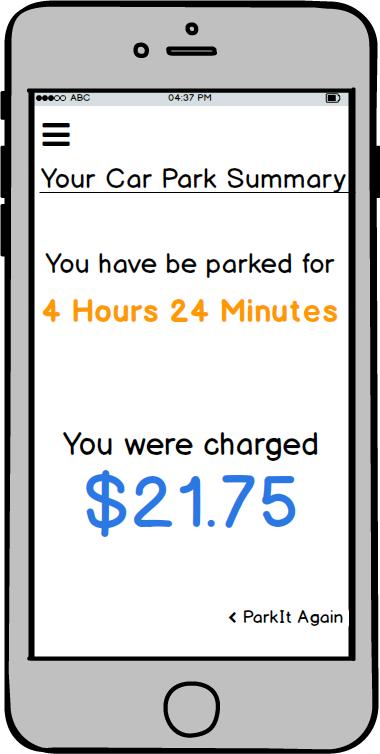 ABC 04:37 PM
Your Car Park Summary
You have be parked for
4 Hours 24 Minutes
You were charged
$21.75
< ParkIt Again